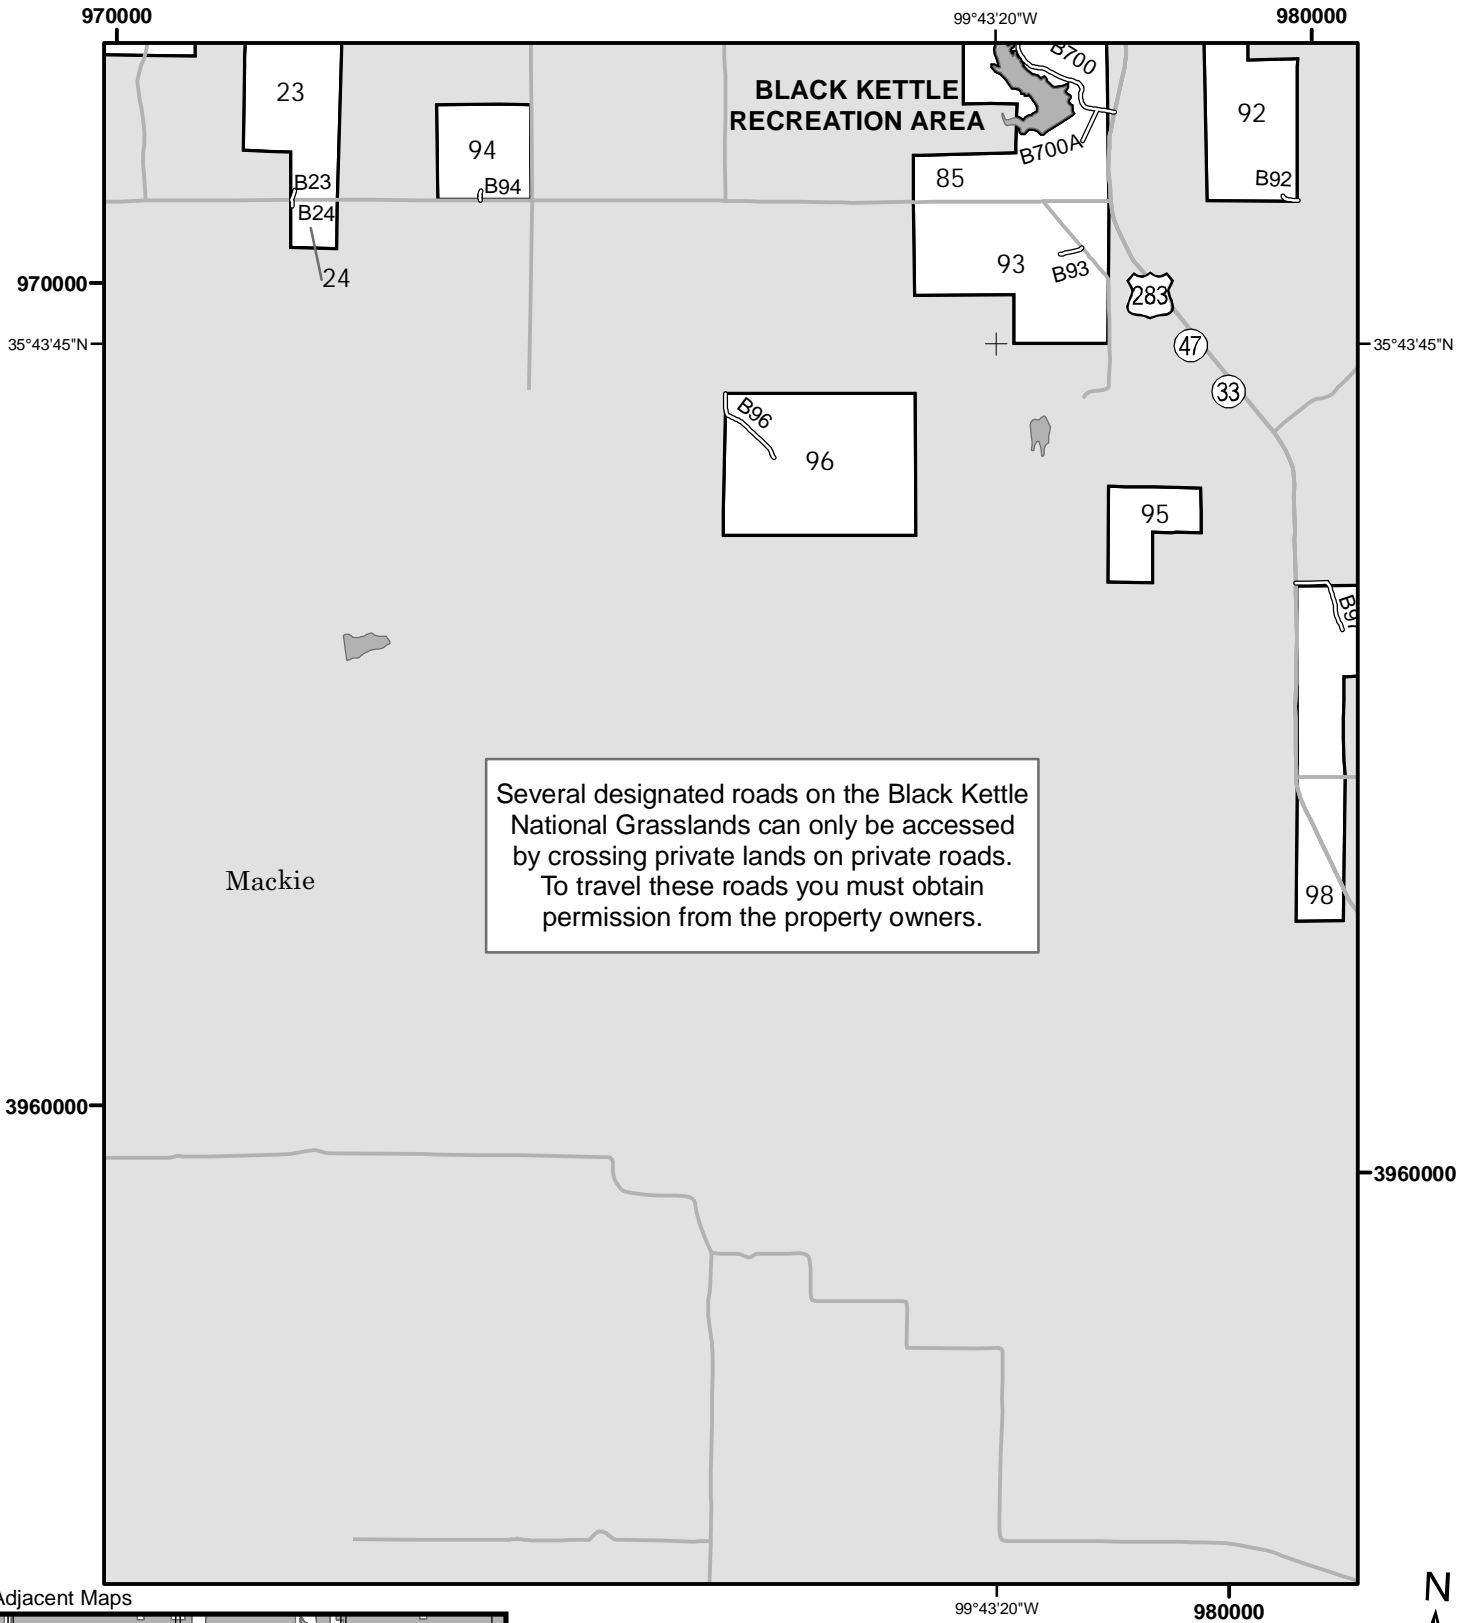 970000
99°43'20"W
980000
BLACK KETTLE
RECREATION AREA
B700
B700A
23
94
92
85
B23
B94
B92
B24
24
93
B93
970000
283
35°43'45"N
47
35°43'45"N
33
B96
96
95
Several designated roads on the Black Kettle
National Grasslands can only be accessed
by crossing private lands on private roads.
To travel these roads you must obtain
permission from the property owners.
Mackie
98
3960000
3960000
Adjacent Maps
99°43'20"W
980000
N